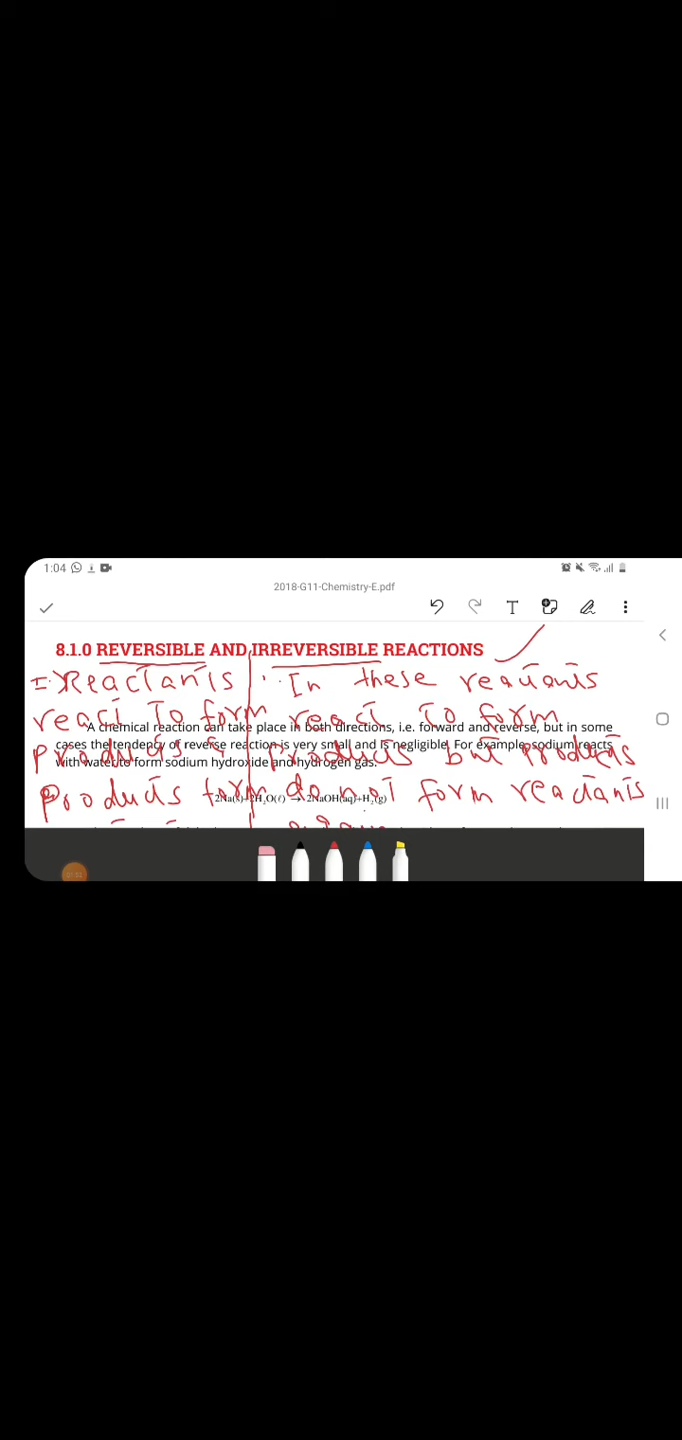 1:04
2018-G11-Chemistry-E.pdf
T
8.1.0 REVERSIBLE AND IRREVERSIBLE REACTIONS
Reactants In these reactants
react to form react to form
A chemical reaction can take place in both directions, i.e. forward and reverse, but in some
cases the tendency of reverse reaction is very small and is negligible. For example, sodium reacts
products & products but products
with water to form sodium hydroxide and hydrogen gas.
products form do not form reactants
2Na(s)+2H₂O(ℓ) → 2NaOH(aq)+H₂(g)
again